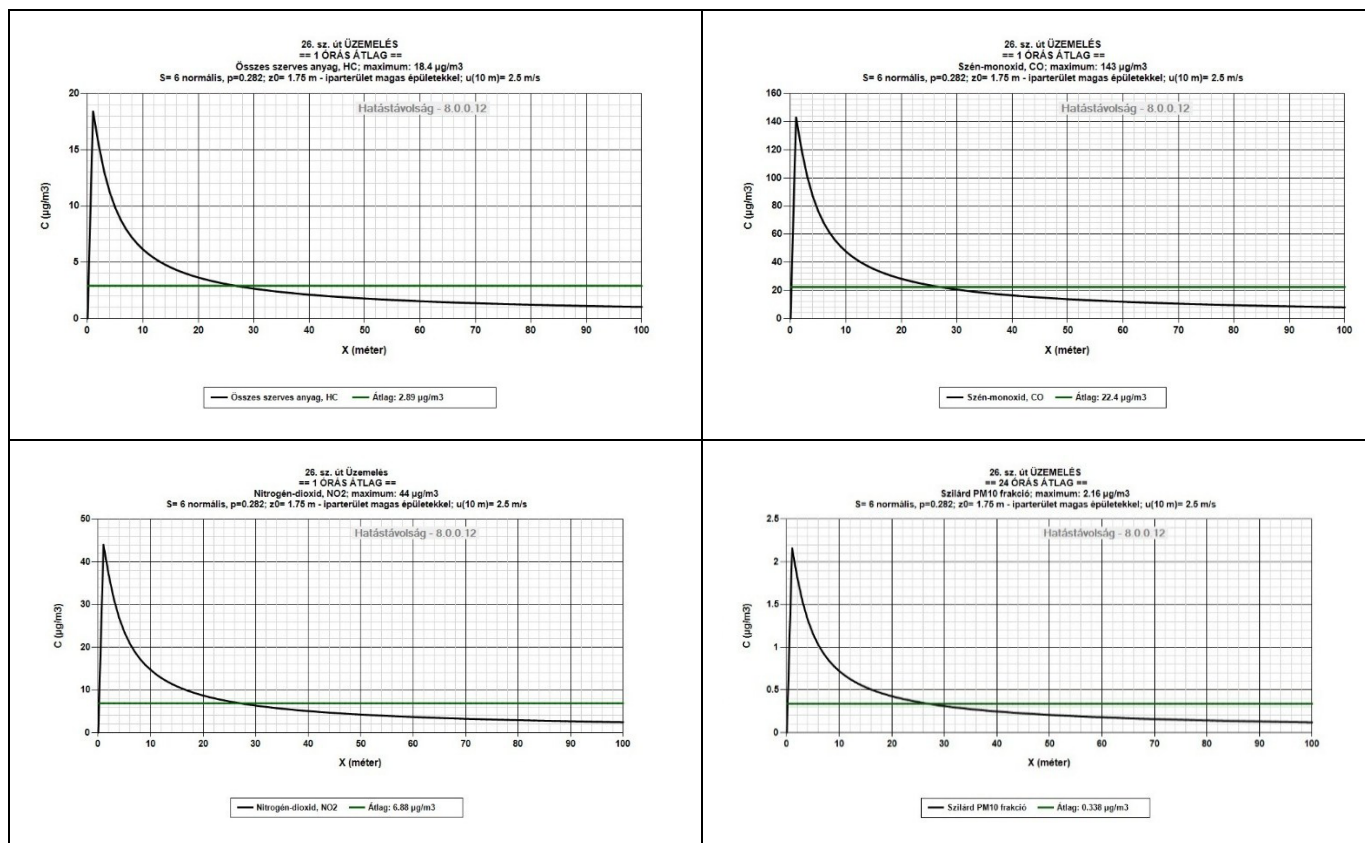 26. sz. út ÜZEMELÉS
== 1 ÓRÁS ÁTLAG ==
Összes szerves anyag, HC; maximum: 18.4 µg/m3
S= 6 normális, p=0.282; z0= 1.75 m - iparterület magas épületekkel; u(10 m)= 2.5 m/s
Hatástávolság - 8.0.0.12
C (µg/m3)
20
15
10
5
0
0 10 20 30 40 50 60 70 80 90 100
X (méter)
Összes szerves anyag, HC Átlag: 2.89 µg/m3
26. sz. út ÜZEMELÉS
== 1 ÓRÁS ÁTLAG ==
Szén-monoxid, CO; maximum: 143 µg/m3
S= 6 normális, p=0.282; z0= 1.75 m - iparterület magas épületekkel; u(10 m)= 2.5 m/s
Hatástávolság - 8.0.0.12
C (µg/m3)
160
140
120
100
80
60
40
20
0
0 10 20 30 40 50 60 70 80 90 100
X (méter)
Szén-monoxid, CO Átlag: 22.4 µg/m3
26. sz. út Üzemelés
== 1 ÓRÁS ÁTLAG ==
Nitrogén-dioxid, NO2; maximum: 44 µg/m3
S= 6 normális, p=0.282; z0= 1.75 m - iparterület magas épületekkel; u(10 m)= 2.5 m/s
Hatástávolság - 8.0.0.12
C (µg/m3)
50
40
30
20
10
0
0 10 20 30 40 50 60 70 80 90 100
X (méter)
Nitrogén-dioxid, NO2 Átlag: 6.88 µg/m3
26. sz. út ÜZEMELÉS
== 24 ÓRÁS ÁTLAG ==
Szilárd PM10 frakció; maximum: 2.16 µg/m3
S= 6 normális, p=0.282; z0= 1.75 m - iparterület magas épületekkel; u(10 m)= 2.5 m/s
Hatástávolság - 8.0.0.12
C (µg/m3)
2.5
2
1.5
1
0.5
0
0 10 20 30 40 50 60 70 80 90 100
X (méter)
Szilárd PM10 frakció Átlag: 0.338 µg/m3